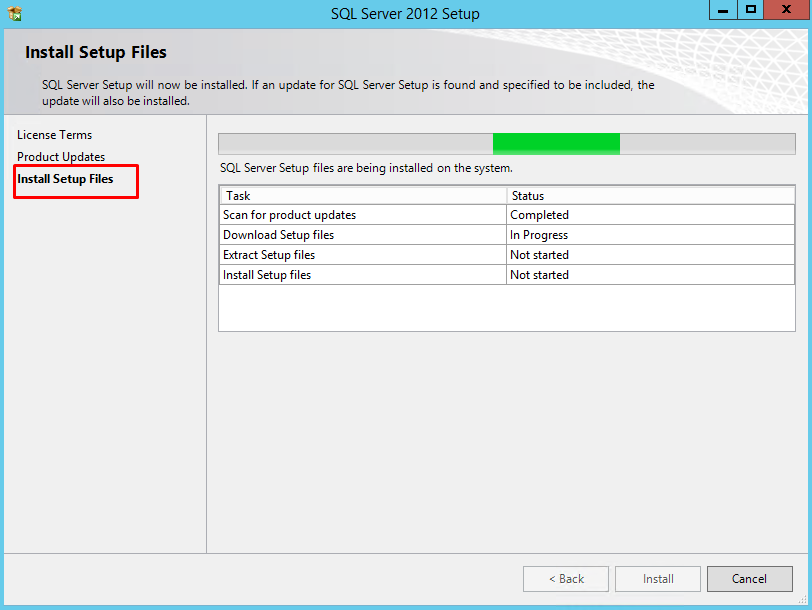 SQL Server 2012 Setup
Install Setup Files
SQL Server Setup will now be installed. If an update for SQL Server Setup is found and specified to be included, the
update will also be installed.
License Terms
Product Updates
Install Setup Files
SQL Server Setup files are being installed on the system.
Task Status
Scan for product updates Completed
Download Setup files In Progress
Extract Setup files Not started
Install Setup files Not started
< Back Install Cancel